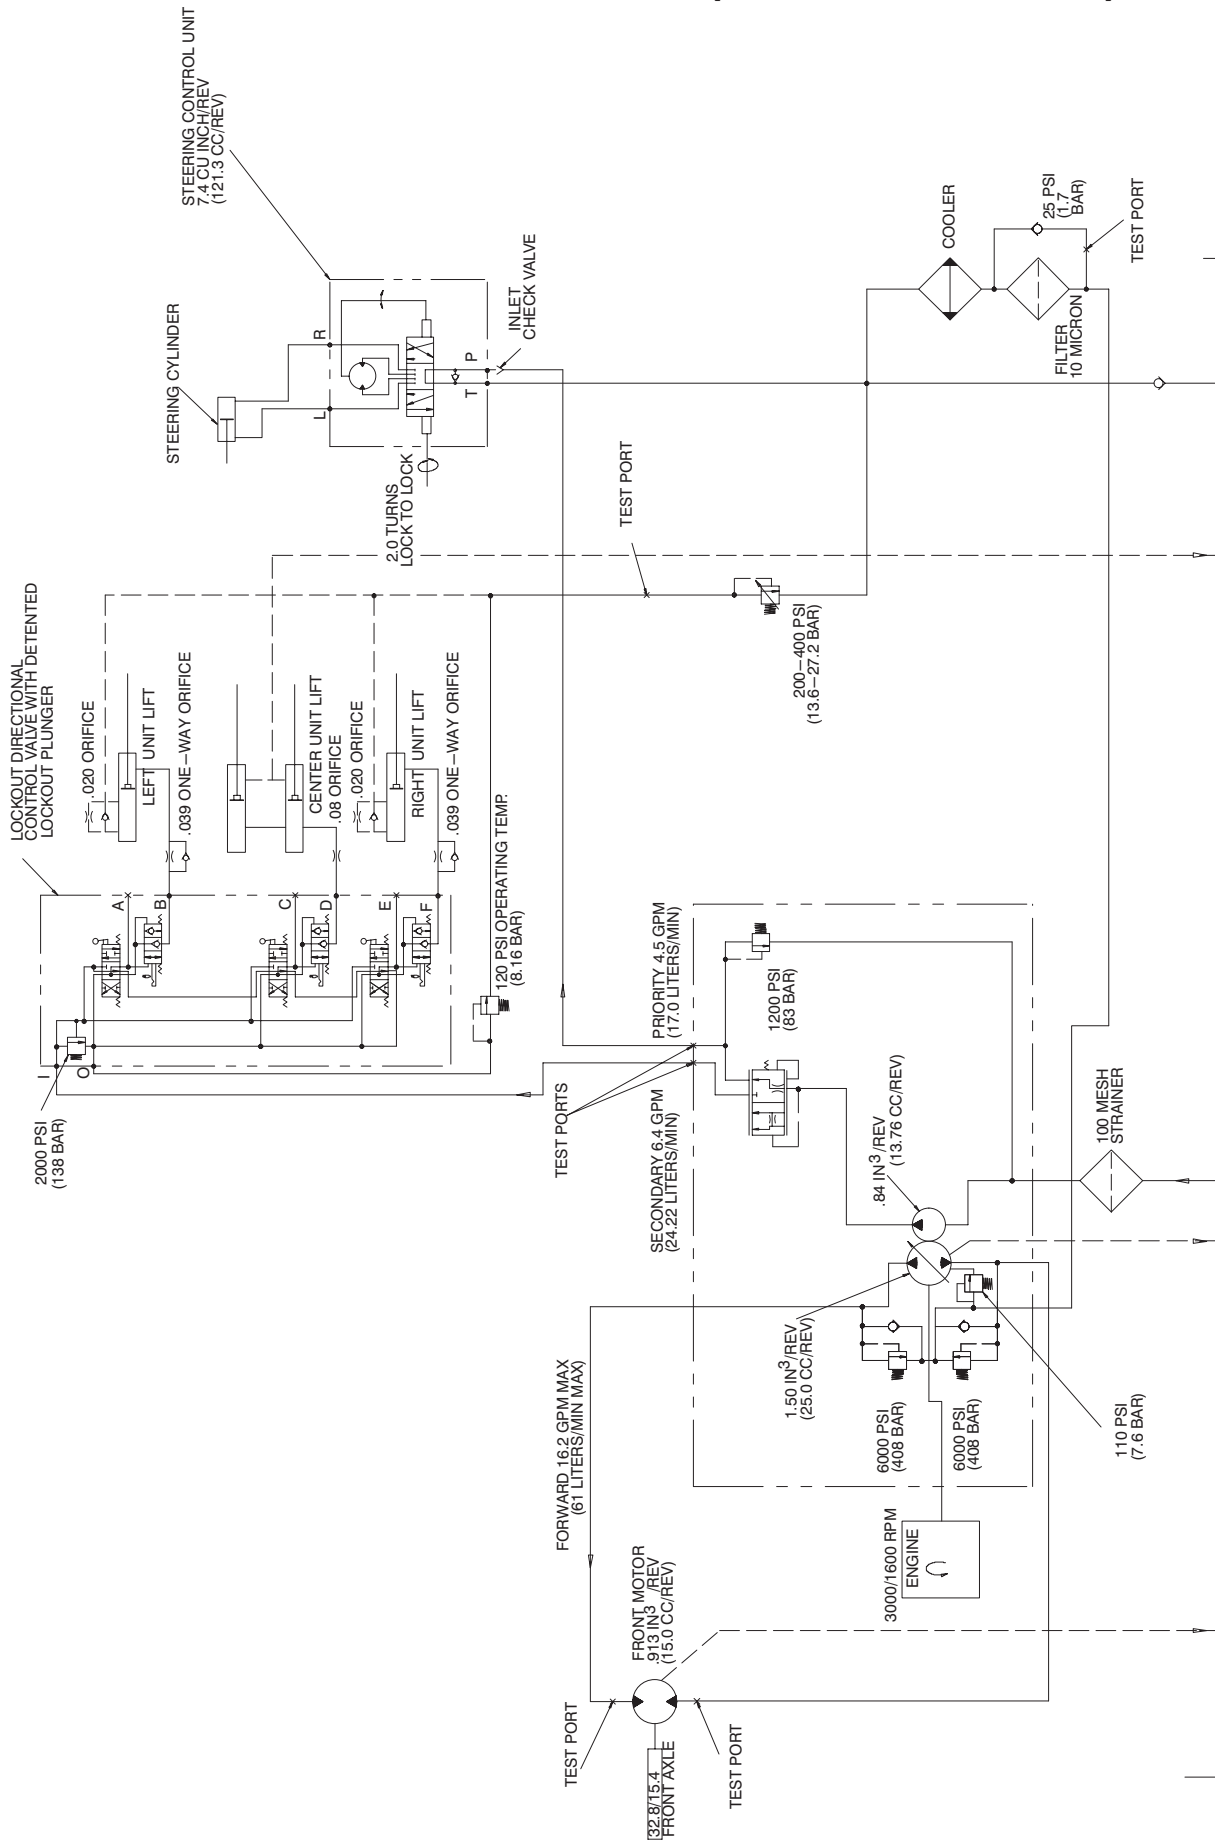 STEERING CONTROL UNIT
7.4 CU INCH/REV
(121.3 CC/REV)
STEERING CYLINDER
L
R
T
P
INLET
CHECK VALVE
2.0 TURNS
LOCK TO LOCK
COOLER
25 PSI
(1.7
BAR)
FILTER
10 MICRON
TEST PORT
TEST PORT
200–400 PSI
(13.6–27.2 BAR)
LOCKOUT DIRECTIONAL
CONTROL VALVE WITH DETENTED
LOCKOUT PLUNGER
.020 ORIFICE
LEFT UNIT LIFT
.039 ONE–WAY ORIFICE
CENTER UNIT LIFT
.08 ORIFICE
.020 ORIFICE
RIGHT UNIT LIFT
.039 ONE–WAY ORIFICE
A
B
C
D
E
F
I
O
2000 PSI
(138 BAR)
120 PSI OPERATING TEMP.
(8.16 BAR)
TEST PORTS
PRIORITY 4.5 GPM
(17.0 LITERS/MIN)
SECONDARY 6.4 GPM
(24.22 LITERS/MIN)
1200 PSI
(83 BAR)
.84 IN3/REV
(13.76 CC/REV)
100 MESH
STRAINER
1.50 IN3/REV
(25.0 CC/REV)
6000 PSI
(408 BAR)
6000 PSI
(408 BAR)
110 PSI
(7.6 BAR)
FORWARD 16.2 GPM MAX
(61 LITERS/MIN MAX)
3000/1600 RPM
ENGINE
FRONT MOTOR
.913 IN3 /REV
(15.0 CC/REV)
TEST PORT
TEST PORT
32.8/15.4
FRONT AXLE